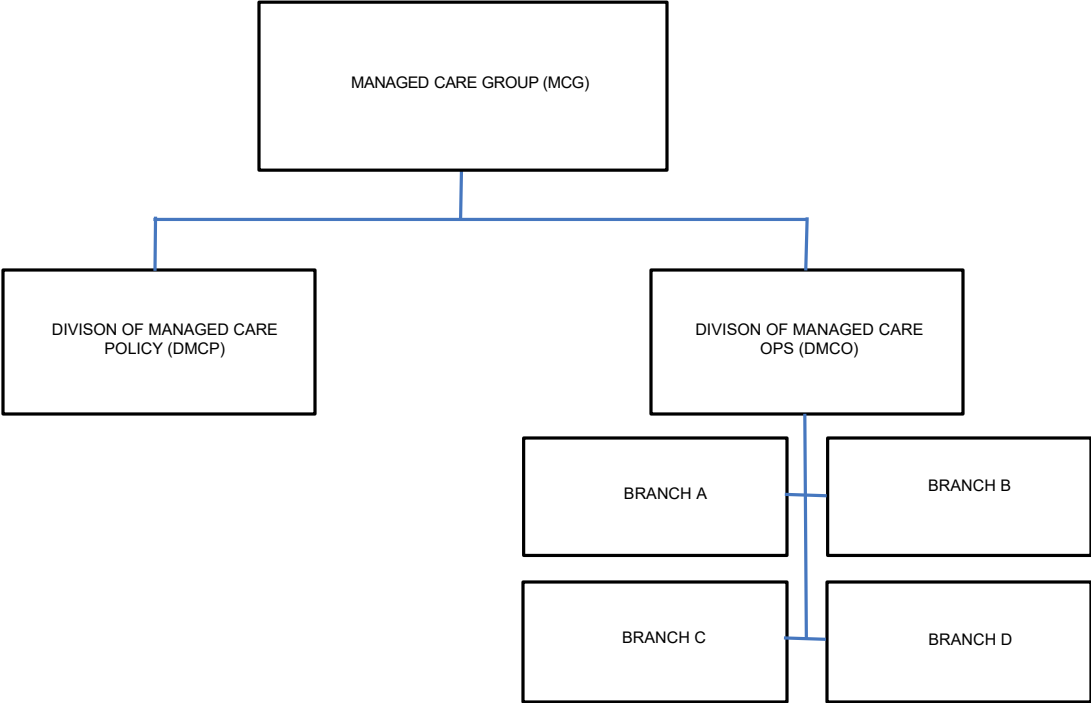 MANAGED CARE GROUP (MCG)
DIVISON OF MANAGED CARE
POLICY (DMCP)
DIVISON OF MANAGED CARE
OPS (DMCO)
BRANCH A
BRANCH B
BRANCH C
BRANCH D